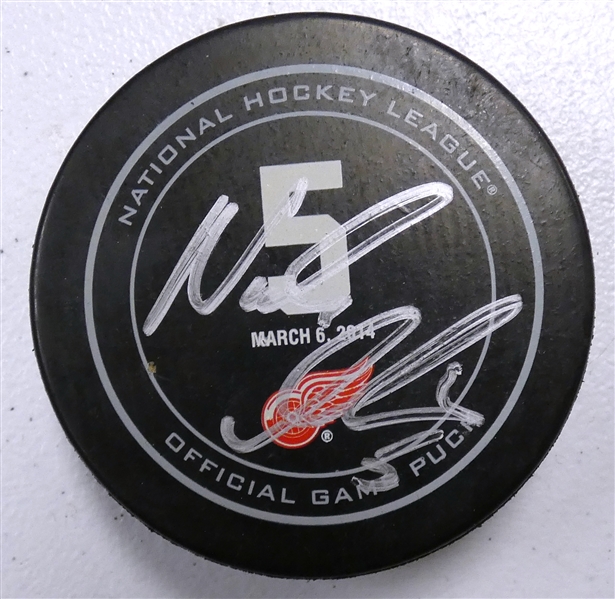 NATIONAL HOCKEY LEAGUE®
5
MARCH 6, 2014
®
OFFICIAL GAME PUCK